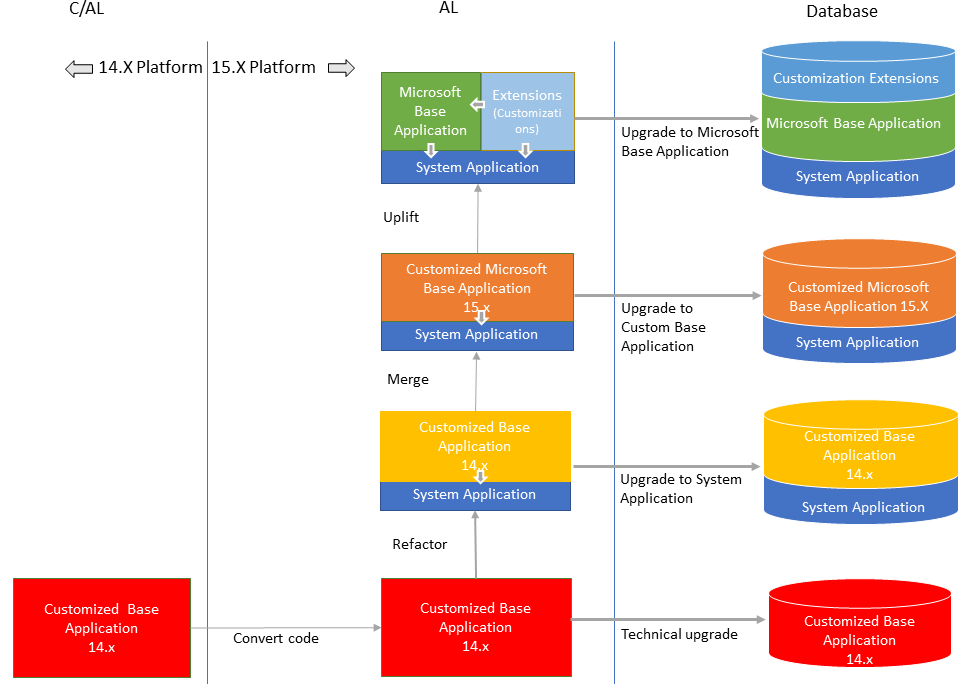 C/AL
AL
Database
14.X Platform
15.X Platform
Microsoft
Base
Application
Extensions
(Customizati
ons)
System Application
Upgrade to Microsoft
Base Application
Customization Extensions
Microsoft Base Application
System Application
Uplift
Customized Microsoft
Base Application
15.x
System Application
Upgrade to
Custom Base
Application
Customized Microsoft
Base Application 15.X
System Application
Merge
Customized Base
Application
14.x
System Application
Upgrade to System
Application
Customized Base
Application
14.x
System Application
Refactor
Customized Base
Application
14.x
Convert code
Customized Base
Application
14.x
Technical upgrade
Customized Base
Application
14.x